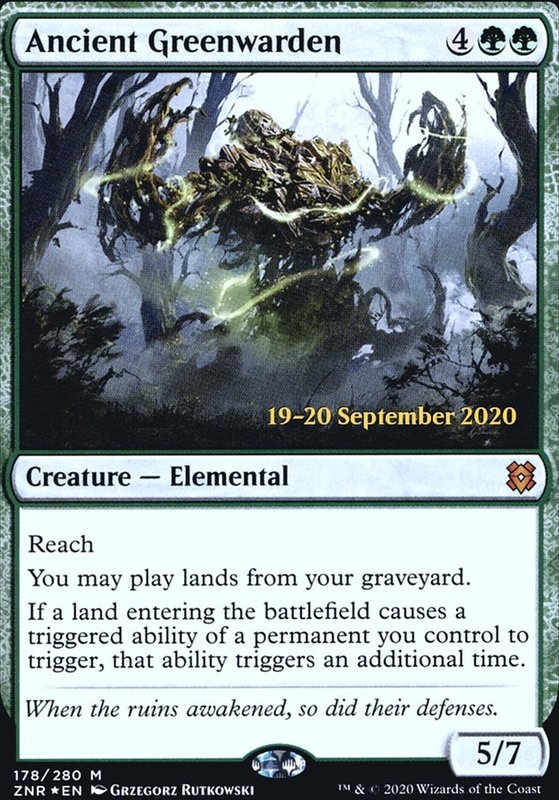 Ancient Greenwarden 4
19–20 September 2020
Creature — Elemental
Reach
You may play lands from your graveyard.
If a land entering the battlefield causes a
triggered ability of a permanent you control to
trigger, that ability triggers an additional time.
When the ruins awakened, so did their defenses.
5/7
178/280 M
ZNR ★ EN Grzegorz Rutkowski
™ & © 2020 Wizards of the Coast